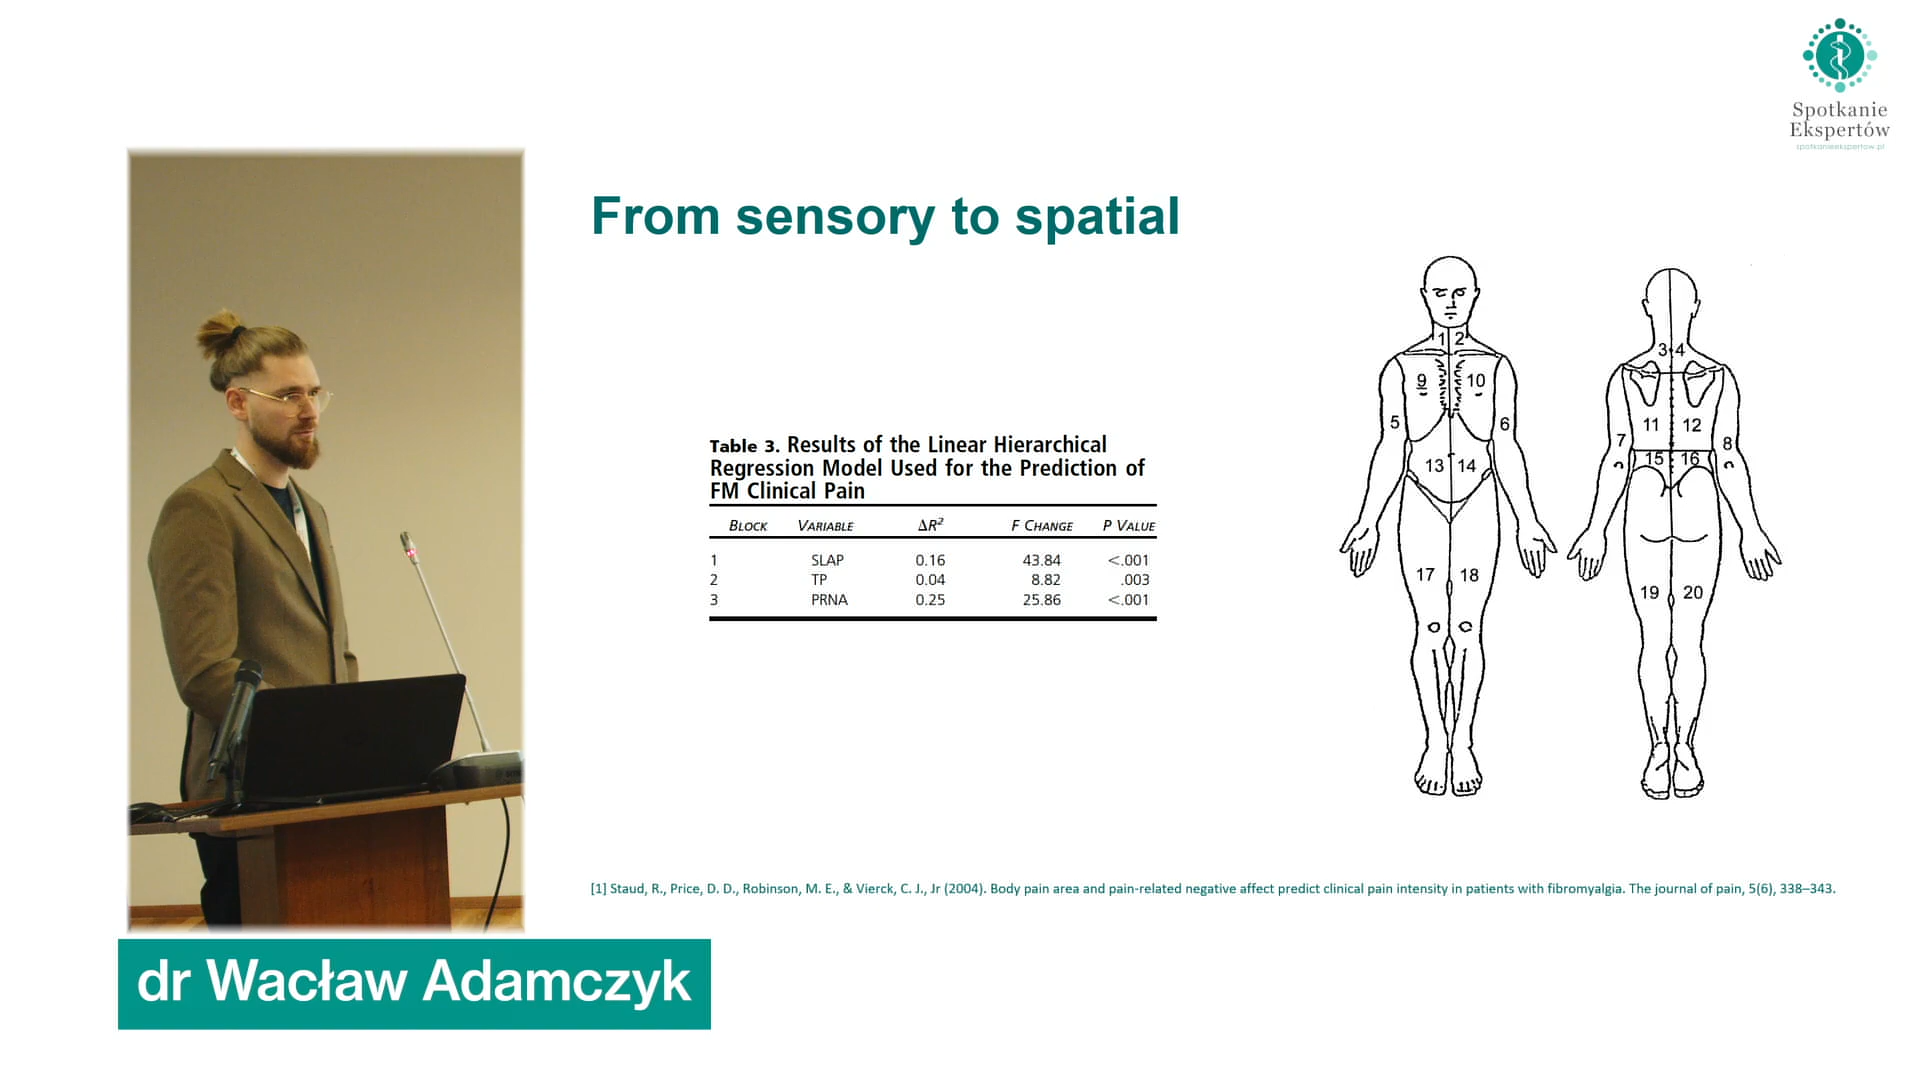 Spotkanie
Ekspertów
spotkanieekspertow.pl
From sensory to spatial
Table 3. Results of the Linear Hierarchical
Regression Model Used for the Prediction of
FM Clinical Pain
BLOCK VARIABLE ΔR² F CHANGE P VALUE
1 SLAP 0.16 43.84 <.001
2 TP 0.04 8.82 .003
3 PRNA 0.25 25.86 <.001
1 2
3 4
9 10
5 6
11 12
7 8
13 14
15 16
17 18
19 20
[1] Staud, R., Price, D. D., Robinson, M. E., & Vierck, C. J., Jr (2004). Body pain area and pain-related negative affect predict clinical pain intensity in patients with fibromyalgia. The journal of pain, 5(6), 338–343.
dr Wacław Adamczyk